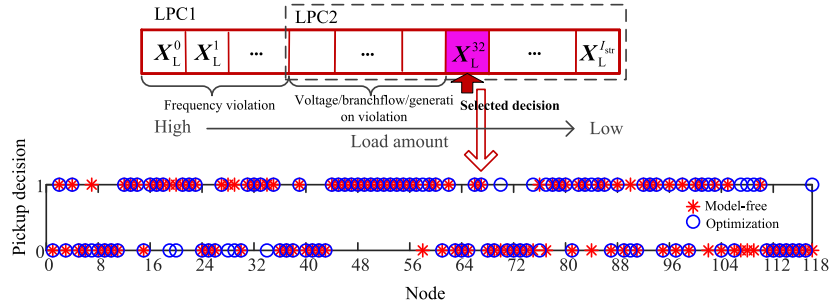 LPC1
LPC2
X_L^0 X_L^1 ... ... X_L^32 ... X_L^{I_str}
Frequency violation
Voltage/branchflow/generati
on violation
Selected decision
High
Load amount
Low
Pickup decision
1
0
Model-free
Optimization
0 8 16 24 32 40 48 56 64 72 80 88 96 104 112 118
Node